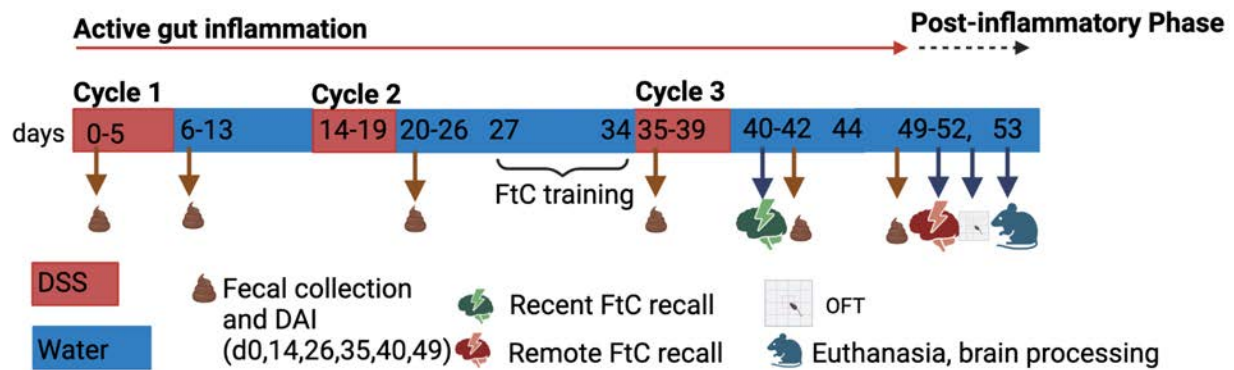 Active gut inflammation
Post-inflammatory Phase
Cycle 1
Cycle 2
Cycle 3
days 0-5 6-13 14-19 20-26 27 34 35-39 40-42 44 49-52, 53
FtC training
DSS
Water
Fecal collection
and DAI
(d0,14,26,35,40,49)
Recent FtC recall
Remote FtC recall
OFT
Euthanasia, brain processing